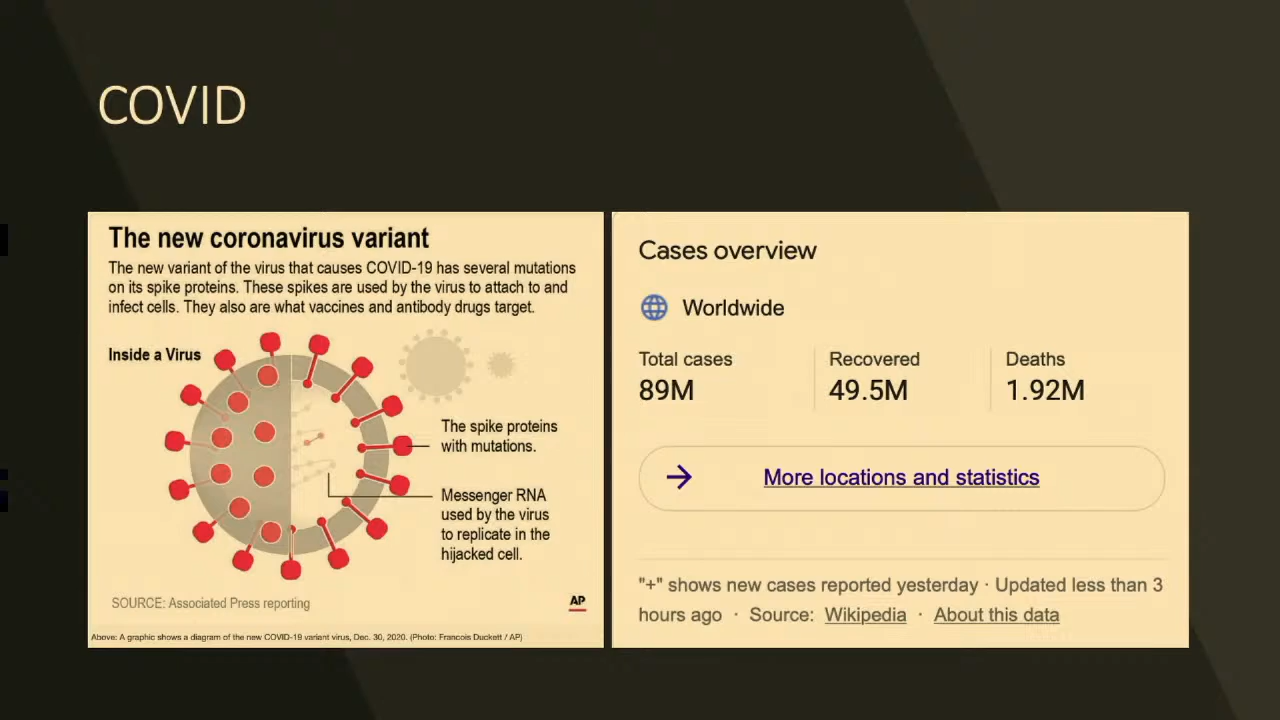 COVID
The new coronavirus variant
The new variant of the virus that causes COVID-19 has several mutations
on its spike proteins. These spikes are used by the virus to attach to and
infect cells. They also are what vaccines and antibody drugs target.
Inside a Virus
The spike proteins
with mutations.
Messenger RNA
used by the virus
to replicate in the
hijacked cell.
SOURCE: Associated Press reporting
AP
Above: A graphic shows a diagram of the new COVID-19 variant virus, Dec. 30, 2020. (Photo: Francois Duckett / AP)
Cases overview
Worldwide
Total cases
89M
Recovered
49.5M
Deaths
1.92M
More locations and statistics
"+" shows new cases reported yesterday · Updated less than 3
hours ago · Source: Wikipedia · About this data